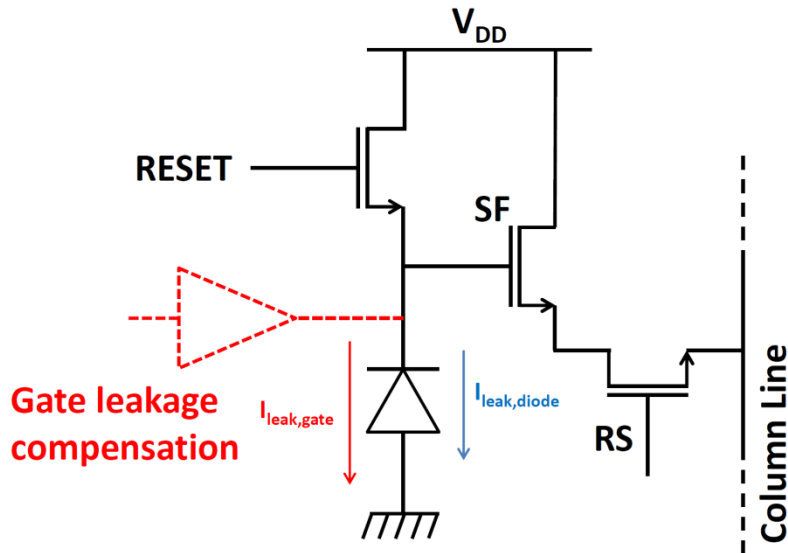 VDD
RESET
SF
Gate leakage
compensation
Ileak,gate
Ileak,diode
RS
Column Line